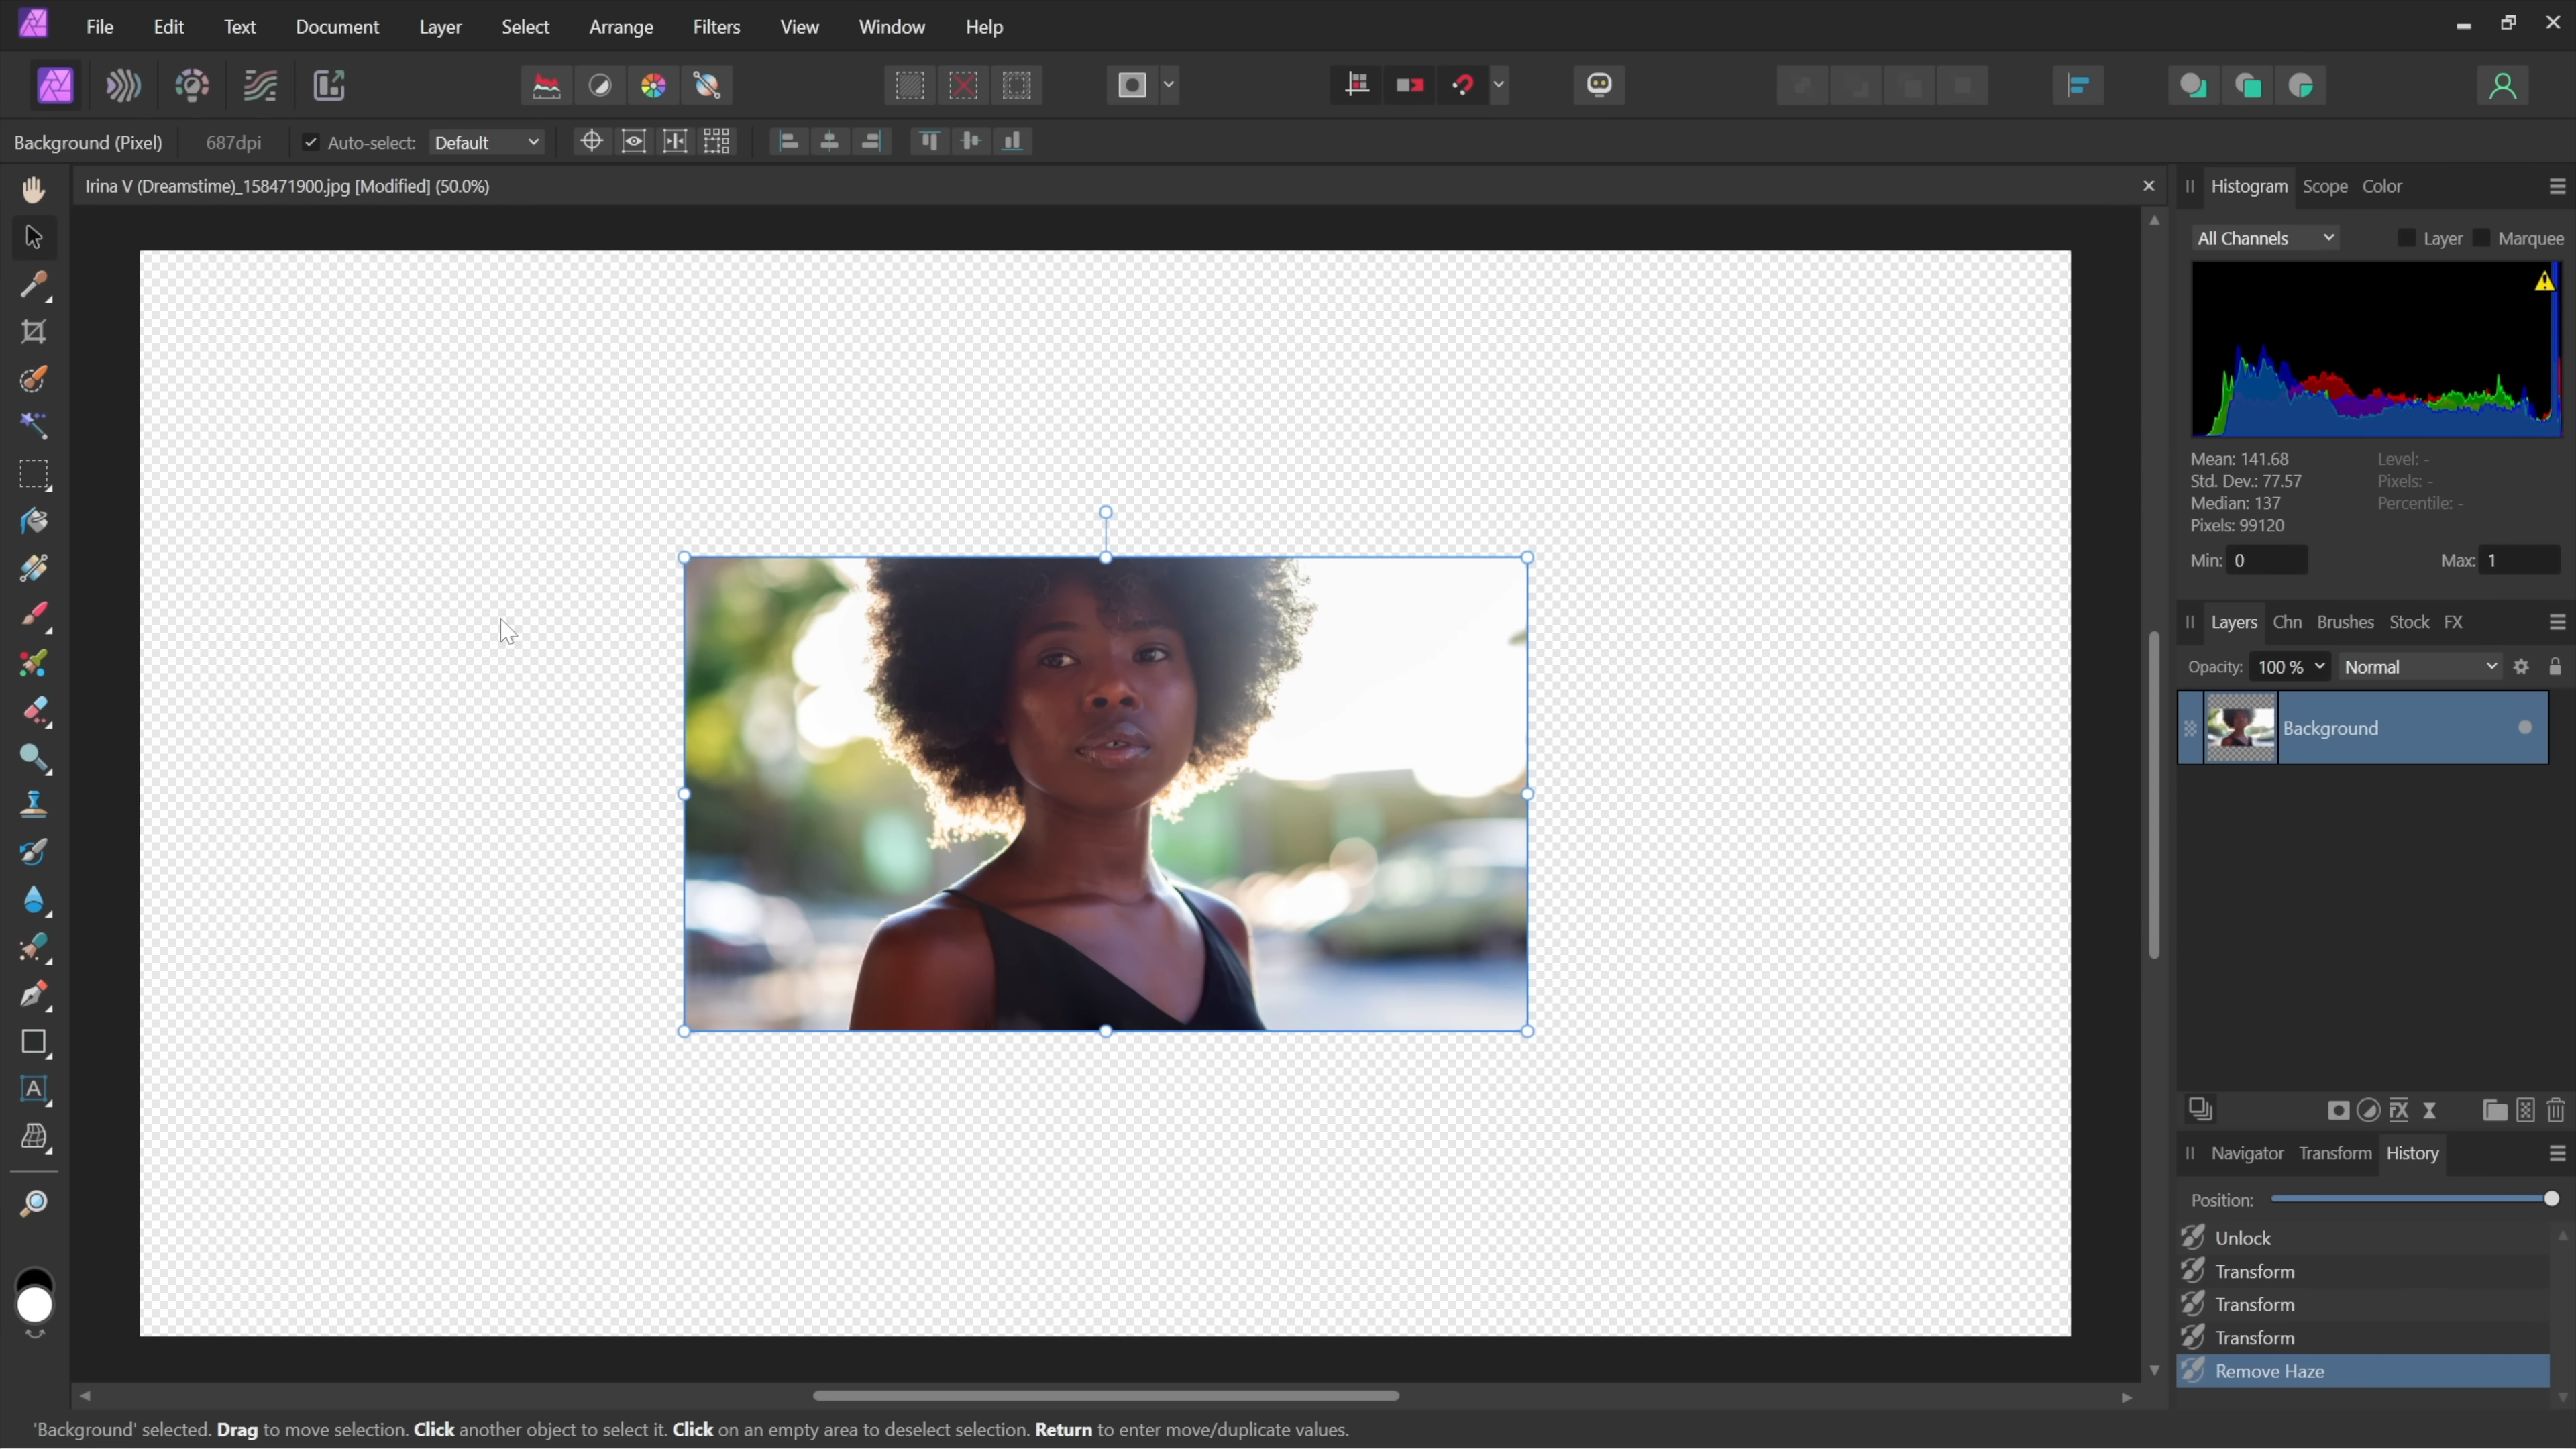 File Edit Text Document Layer Select Arrange Filters View Window Help
Background (Pixel) 687dpi Auto-select: Default
Irina V (Dreamstime)_158471900.jpg [Modified] (50.0%)
Histogram Scope Color
All Channels Layer Marquee
Mean: 141.68 Level: -
Std. Dev.: 77.57 Pixels: -
Median: 137 Percentile: -
Pixels: 99120
Min: 0 Max: 1
Layers Chn Brushes Stock FX
Opacity: 100 % Normal
Background
Navigator Transform History
Position:
Unlock
Transform
Transform
Transform
Remove Haze
'Background' selected. Drag to move selection. Click another object to select it. Click on an empty area to deselect selection. Return to enter move/duplicate values.